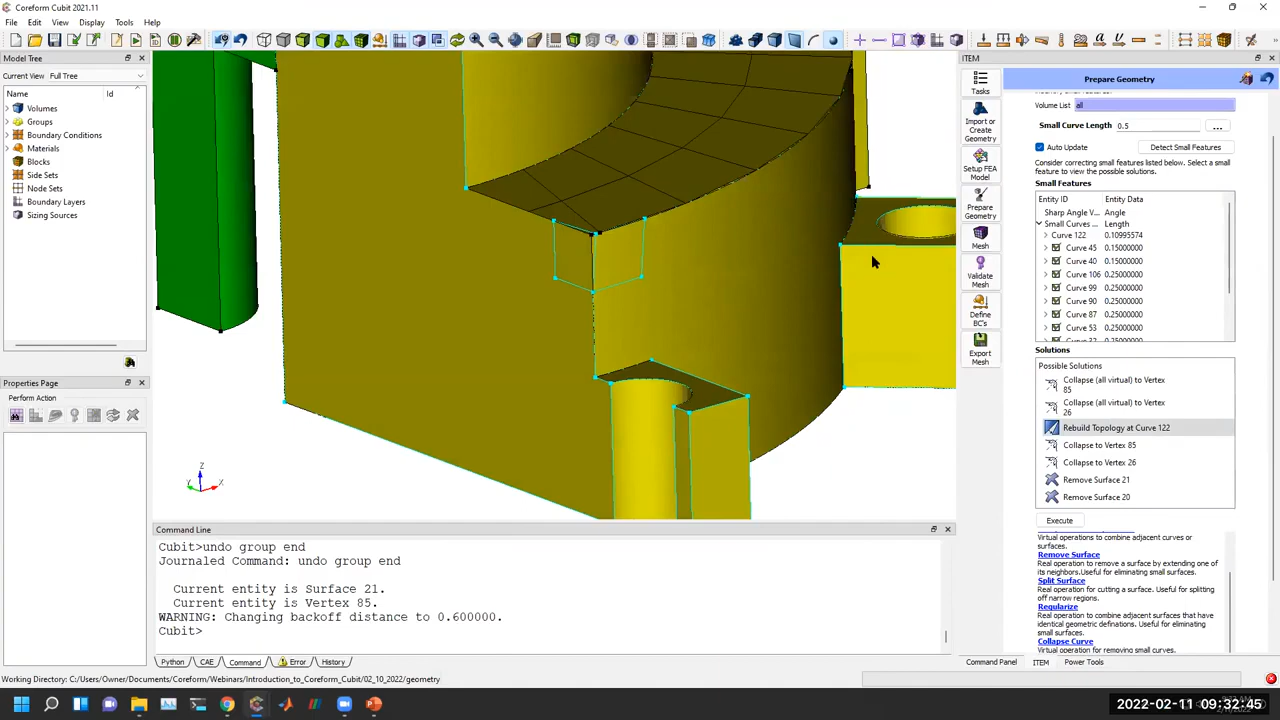 Coreform Cubit 2021.11
File Edit View Display Tools Help
Model Tree
Current View Full Tree
Name Id
Volumes
Groups
Boundary Conditions
Materials
Blocks
Side Sets
Node Sets
Boundary Layers
Sizing Sources
Properties Page
Perform Action
Z
Y X
Command Line
Cubit>undo group end
Journaled Command: undo group end
Current entity is Surface 21.
Current entity is Vertex 85.
WARNING: Changing backoff distance to 0.600000.
Cubit>
Python CAE Command Error History
Working Directory: C:/Users/Owner/Documents/Coreform/Webinars/Introduction_to_Coreform_Cubit/02_10_2022/geometry
ITEM
Tasks
Import or
Create
Geometry
Setup FEA
Model
Prepare
Geometry
Mesh
Validate
Mesh
Define
BC's
Export
Mesh
Prepare Geometry
Volume List all
Small Curve Length 0.5 ...
Auto Update Detect Small Features
Consider correcting small features listed below. Select a small
feature to view the possible solutions.
Small Features
Entity ID Entity Data
Sharp Angle V... Angle
Small Curves ... Length
Curve 122 0.10995574
Curve 45 0.15000000
Curve 40 0.15000000
Curve 106 0.25000000
Curve 99 0.25000000
Curve 90 0.25000000
Curve 87 0.25000000
Curve 53 0.25000000
Solutions
Possible Solutions
Collapse (all virtual) to Vertex
85
Collapse (all virtual) to Vertex
26
Rebuild Topology at Curve 122
Collapse to Vertex 85
Collapse to Vertex 26
Remove Surface 21
Remove Surface 20
Execute
Virtual operations to combine adjacent curves or
surfaces.
Remove Surface
Real operation to remove a surface by extending one of
its neighbors.Useful for eliminating small surfaces.
Split Surface
Real operation for cutting a surface. Useful for splitting
off narrow regions.
Regularize
Real operation to combine adjacent surfaces that have
identical geometric definations. Useful for eliminating
small surfaces.
Collapse Curve
Virtual operation for removing small curves.
Command Panel ITEM Power Tools
2022-02-11 09:32:45